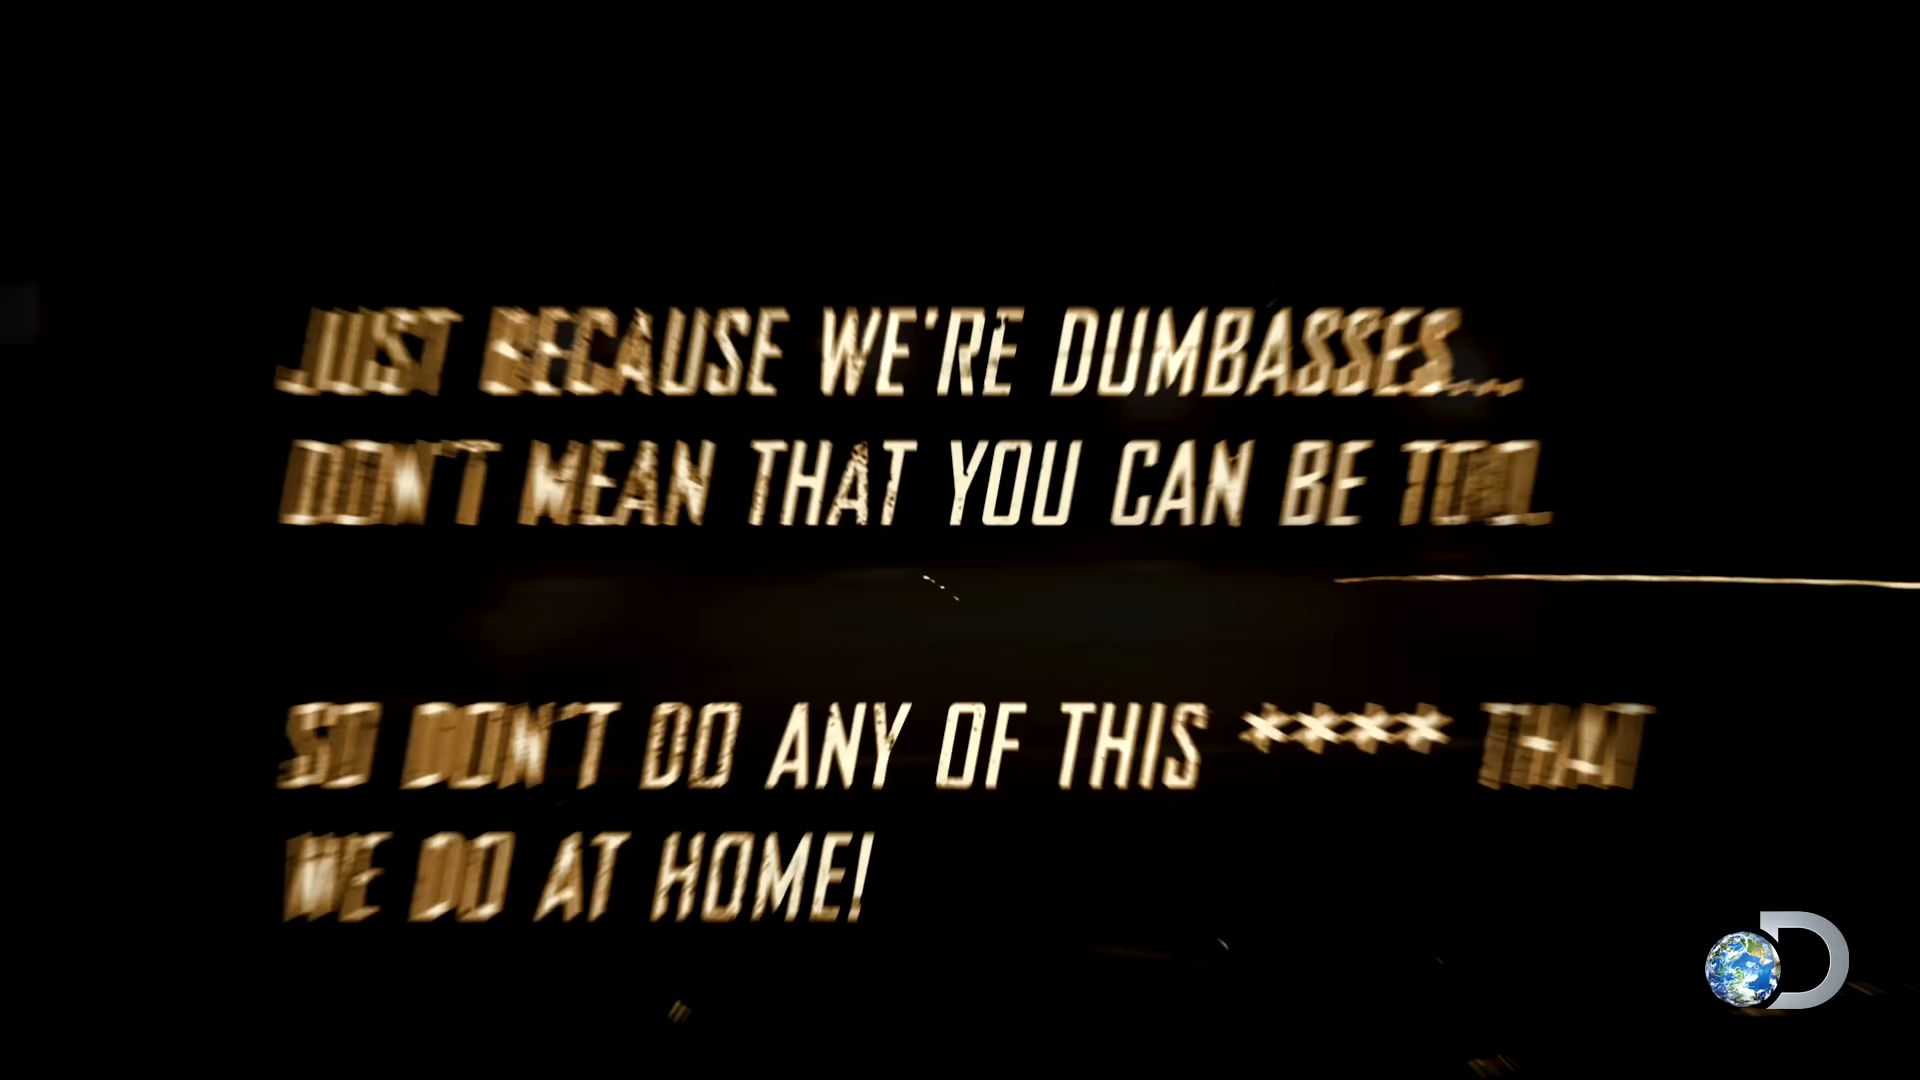 JUST BECAUSE WE'RE DUMBASSES...
DON'T MEAN THAT YOU CAN BE TOO.
SO DON'T DO ANY OF THIS **** THAT
WE DO AT HOME!
D